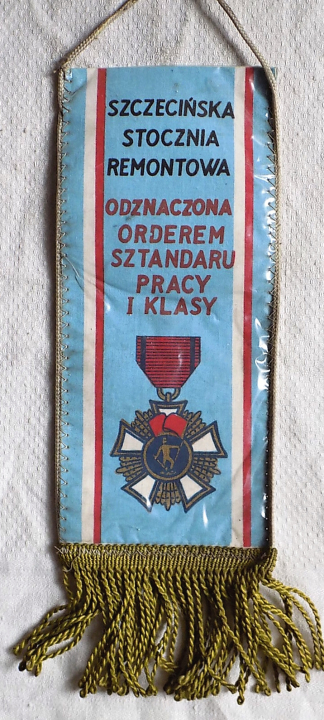 SZCZECIŃSKA
STOCZNIA
REMONTOWA
ODZNACZONA
ORDEREM
SZTANDARU
PRACY
I KLASY